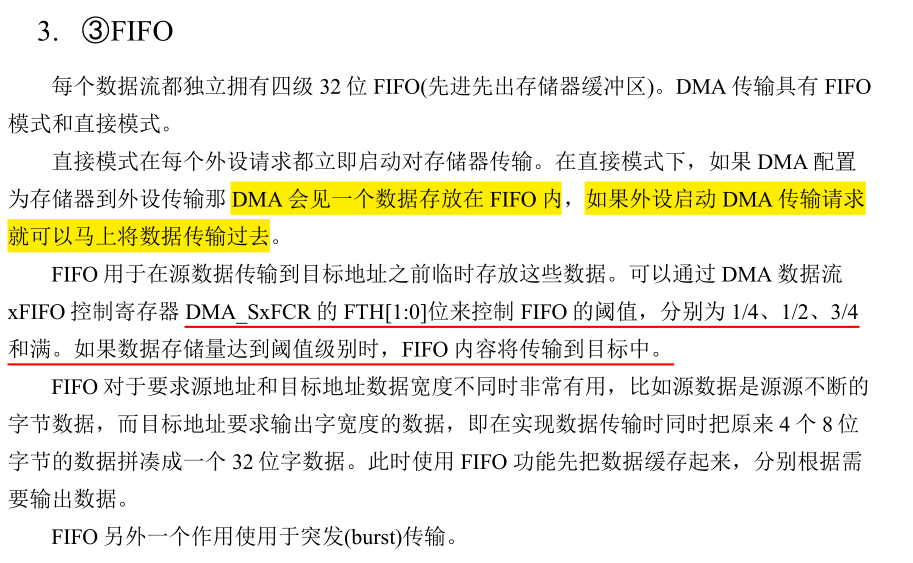 3. ③FIFO
每个数据流都独立拥有四级 32 位 FIFO(先进先出存储器缓冲区)。DMA 传输具有 FIFO
模式和直接模式。
直接模式在每个外设请求都立即启动对存储器传输。在直接模式下，如果 DMA 配置
为存储器到外设传输那 DMA 会见一个数据存放在 FIFO 内，如果外设启动 DMA 传输请求
就可以马上将数据传输过去。
FIFO 用于在源数据传输到目标地址之前临时存放这些数据。可以通过 DMA 数据流
xFIFO 控制寄存器 DMA_SxFCR 的 FTH[1:0]位来控制 FIFO 的阈值，分别为 1/4、1/2、3/4
和满。如果数据存储量达到阈值级别时，FIFO 内容将传输到目标中。
FIFO 对于要求源地址和目标地址数据宽度不同时非常有用，比如源数据是源源不断的
字节数据，而目标地址要求输出字宽度的数据，即在实现数据传输时同时把原来 4 个 8 位
字节的数据拼凑成一个 32 位字数据。此时使用 FIFO 功能先把数据缓存起来，分别根据需
要输出数据。
FIFO 另外一个作用使用于突发(burst)传输。